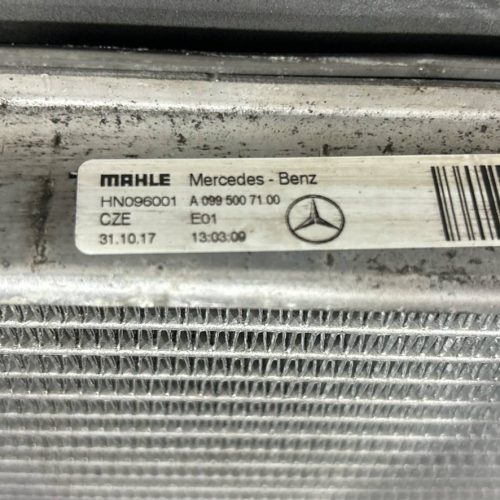 MAHLE Mercedes-Benz
HN096001 A 099 500 71 00
CZE E01
31.10.17 13:03:09